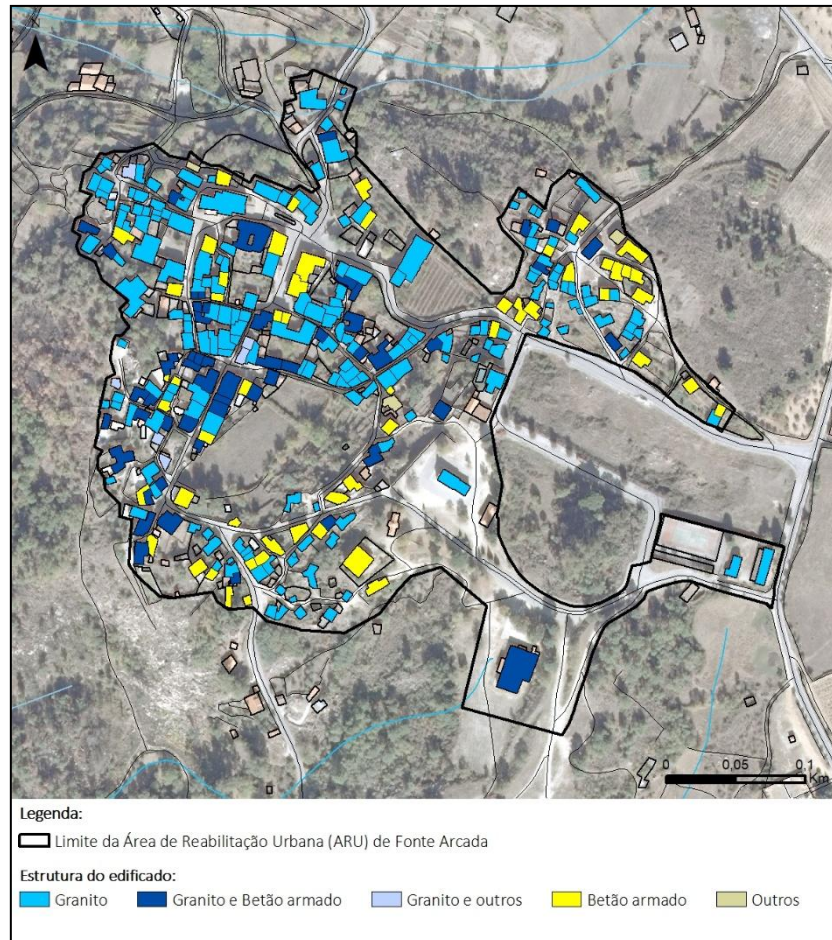 0 0,05 0,1
Km
Legenda:
Limite da Área de Reabilitação Urbana (ARU) de Fonte Arcada
Estrutura do edificado:
Granito Granito e Betão armado Granito e outros Betão armado Outros